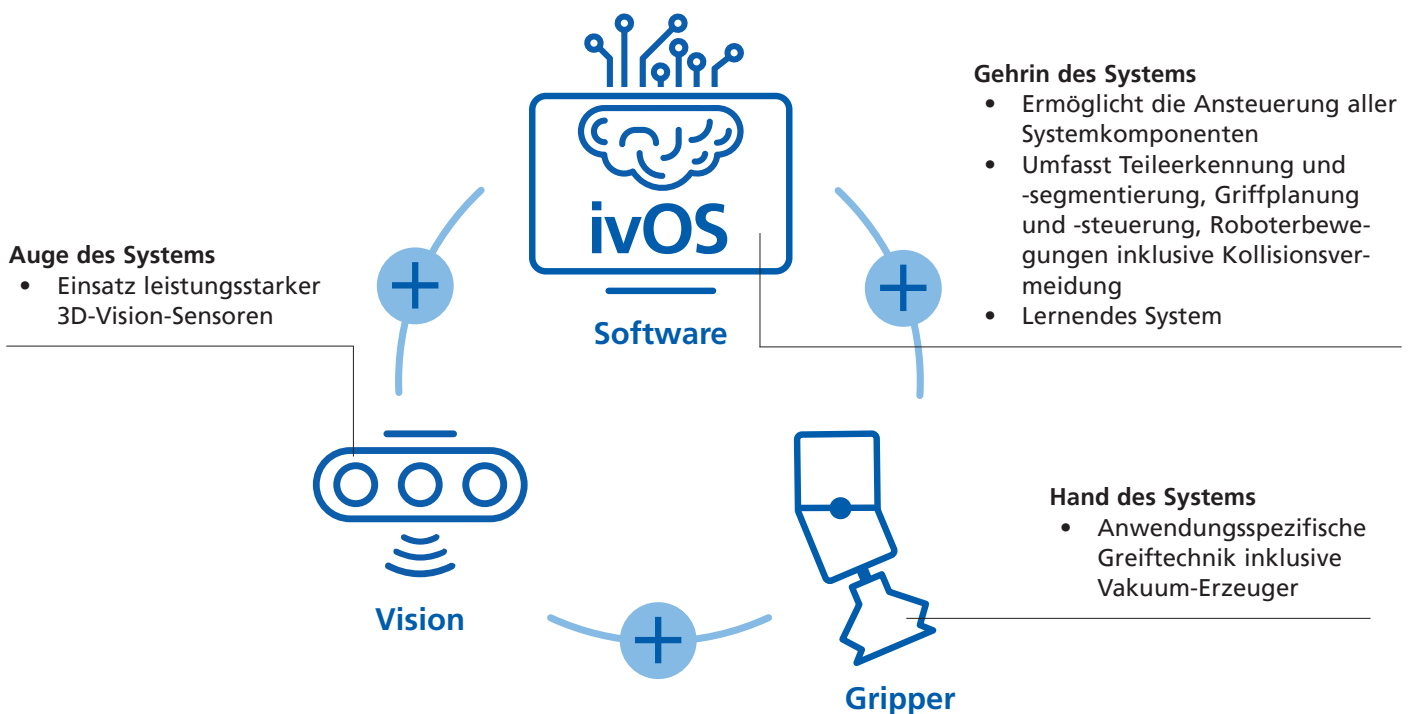 Gehrin des Systems
• Ermöglicht die Ansteuerung aller
Systemkomponenten
• Umfasst Teileerkennung und
-segmentierung, Griffplanung
und -steuerung, Roboterbewe-
gungen inklusive Kollisionsver-
meidung
• Lernendes System
ivOS
Software
Auge des Systems
• Einsatz leistungsstarker
3D-Vision-Sensoren
Vision
Hand des Systems
• Anwendungsspezifische
Greiftechnik inklusive
Vakuum-Erzeuger
Gripper